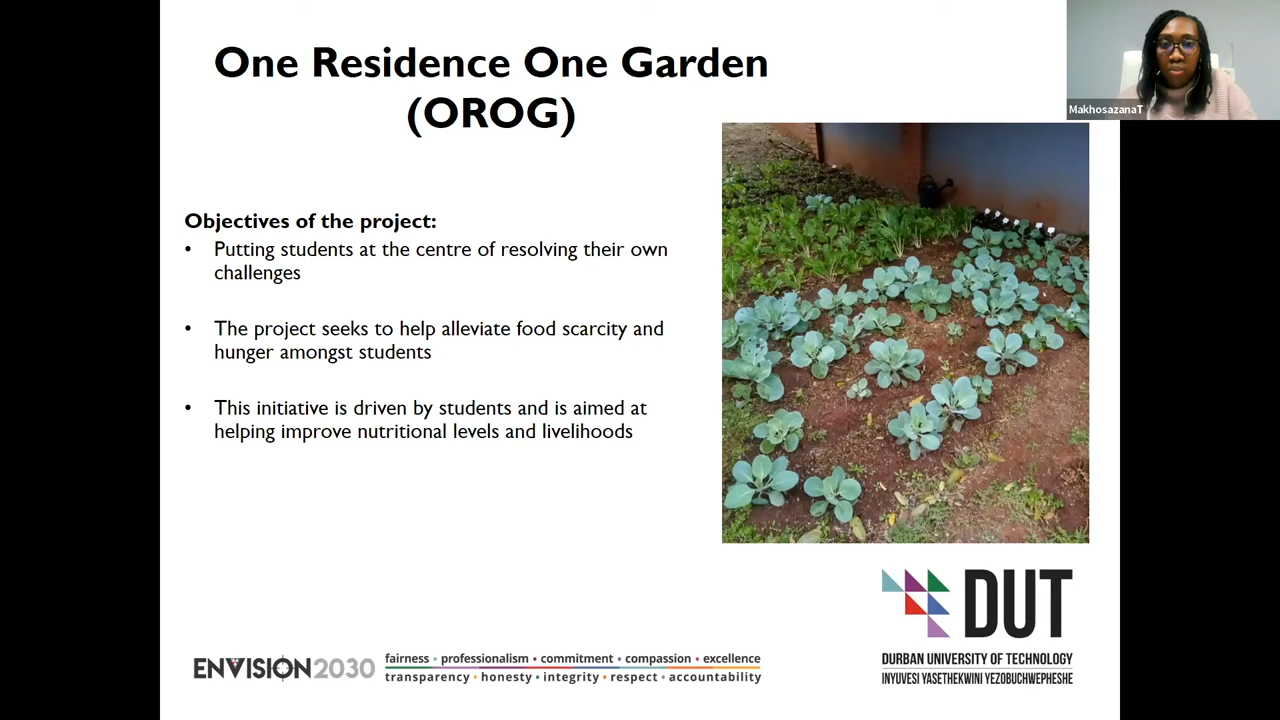 One Residence One Garden
(OROG)
MakhosazanaT
Objectives of the project:
• Putting students at the centre of resolving their own
challenges
• The project seeks to help alleviate food scarcity and
hunger amongst students
• This initiative is driven by students and is aimed at
helping improve nutritional levels and livelihoods
DUT
DURBAN UNIVERSITY OF TECHNOLOGY
INYUVESI YASETHEKWINI YEZOBUCHWEPHESHE
ENVISION2030
fairness • professionalism • commitment • compassion • excellence
transparency • honesty • integrity • respect • accountability